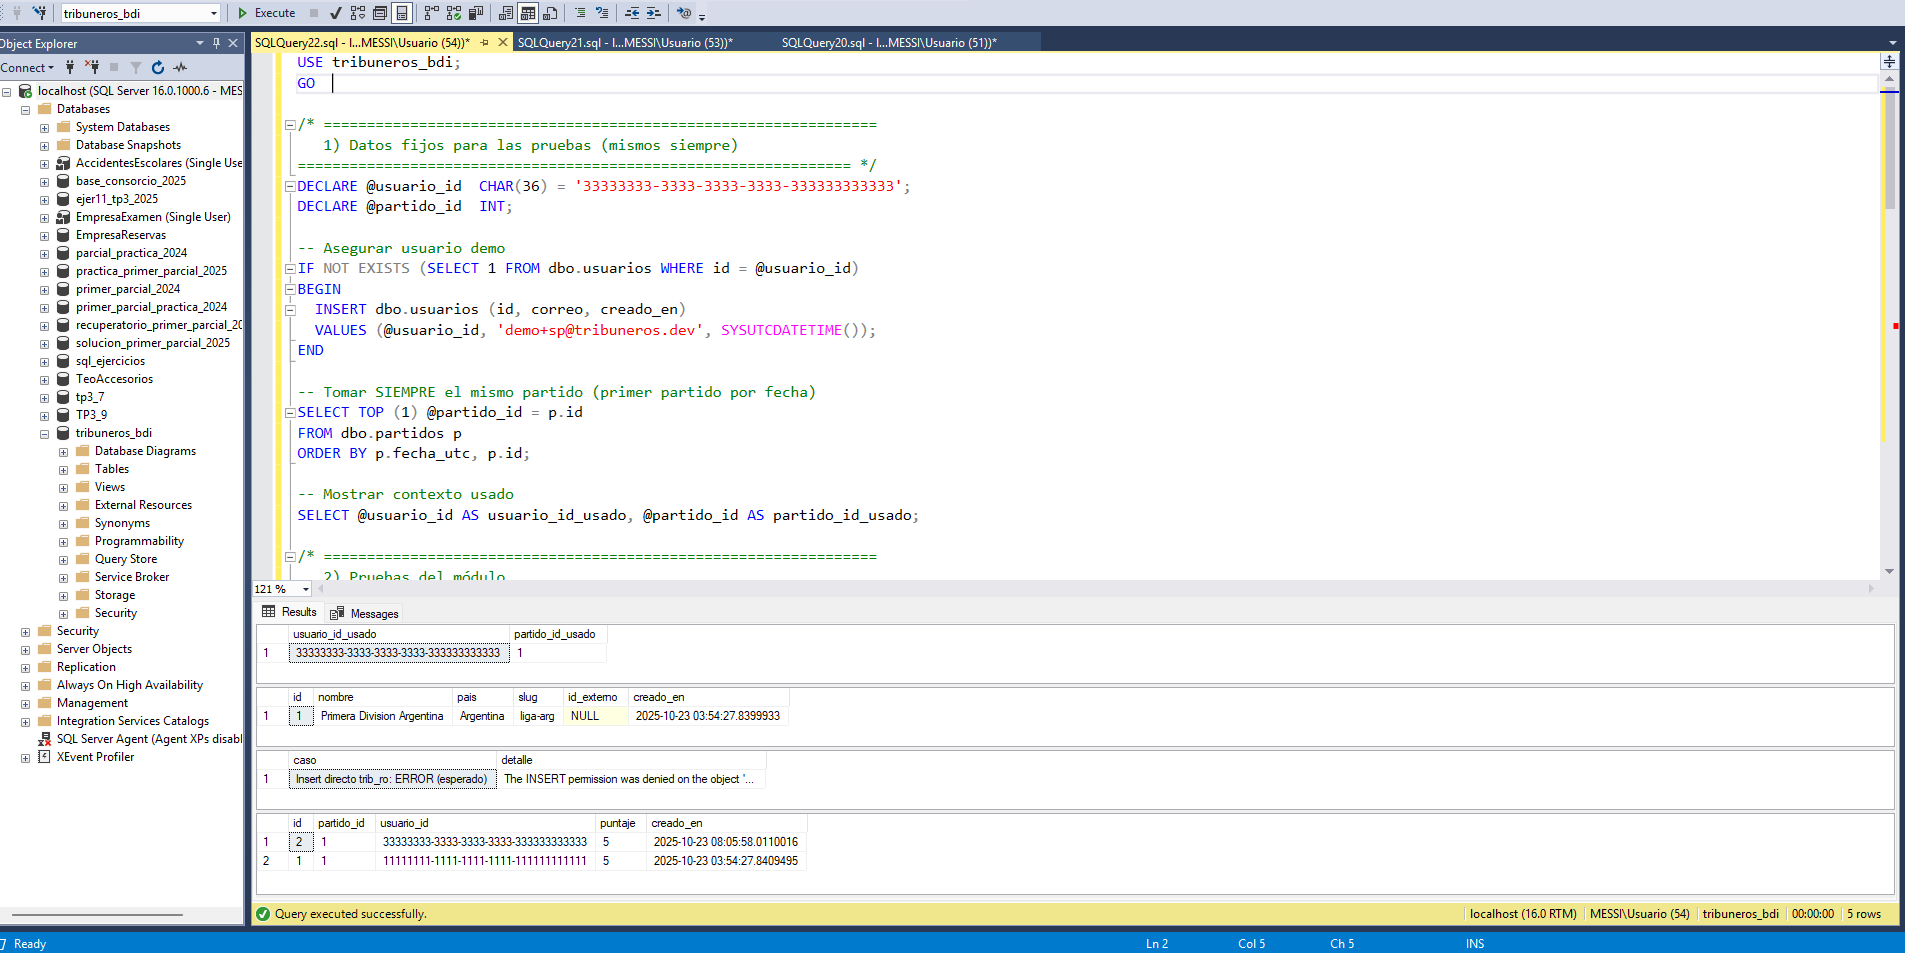 tribuneros_bdi
Execute
Object Explorer
Connect
localhost (SQL Server 16.0.1000.6 - MES
Databases
System Databases
Database Snapshots
AccidentesEscolares (Single Use
base_consorcio_2025
ejer11_tp3_2025
EmpresaExamen (Single User)
EmpresaReservas
parcial_practica_2024
practica_primer_parcial_2025
primer_parcial_2024
primer_parcial_practica_2024
recuperatorio_primer_parcial_20
solucion_primer_parcial_2025
sql_ejercicios
TeoAccesorios
tp3_7
TP3_9
tribuneros_bdi
Database Diagrams
Tables
Views
External Resources
Synonyms
Programmability
Query Store
Service Broker
Storage
Security
Security
Server Objects
Replication
Always On High Availability
Management
Integration Services Catalogs
SQL Server Agent (Agent XPs disabl
XEvent Profiler
SQLQuery22.sql - l...MESSI\Usuario (54))* SQLQuery21.sql - l...MESSI\Usuario (53))* SQLQuery20.sql - l...MESSI\Usuario (51))*
USE tribuneros_bdi;
GO
/* ================================================================
1) Datos fijos para las pruebas (mismos siempre)
================================================================ */
DECLARE @usuario_id  CHAR(36) = '33333333-3333-3333-3333-333333333333';
DECLARE @partido_id  INT;
-- Asegurar usuario demo
IF NOT EXISTS (SELECT 1 FROM dbo.usuarios WHERE id = @usuario_id)
BEGIN
INSERT dbo.usuarios (id, correo, creado_en)
VALUES (@usuario_id, 'demo+sp@tribuneros.dev', SYSUTCDATETIME());
END
-- Tomar SIEMPRE el mismo partido (primer partido por fecha)
SELECT TOP (1) @partido_id = p.id
FROM dbo.partidos p
ORDER BY p.fecha_utc, p.id;
-- Mostrar contexto usado
SELECT @usuario_id AS usuario_id_usado, @partido_id AS partido_id_usado;
/* ================================================================
2) Pruebas del módulo
121 %
Results Messages
usuario_id_usado partido_id_usado
1 33333333-3333-3333-3333-333333333333 1
id nombre pais slug id_externo creado_en
1 1 Primera Division Argentina Argentina liga-arg NULL 2025-10-23 03:54:27.8399933
caso detalle
1 Insert directo trib_ro: ERROR (esperado) The INSERT permission was denied on the object '...
id partido_id usuario_id puntaje creado_en
1 2 1 33333333-3333-3333-3333-333333333333 5 2025-10-23 08:05:58.0110016
2 1 1 11111111-1111-1111-1111-111111111111 5 2025-10-23 03:54:27.8409495
Query executed successfully. localhost (16.0 RTM) MESSI\Usuario (54) tribuneros_bdi 00:00:00 5 rows
Ready Ln 2 Col 5 Ch 5 INS